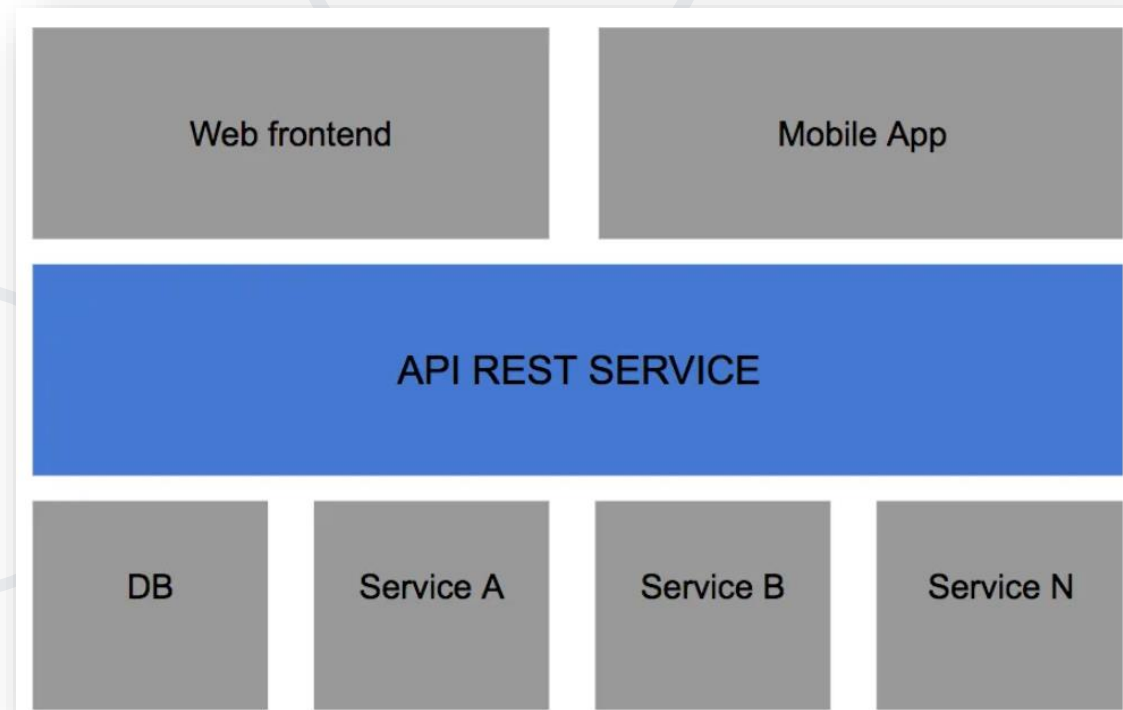 Web frontend
Mobile App
API REST SERVICE
DB
Service A
Service B
Service N